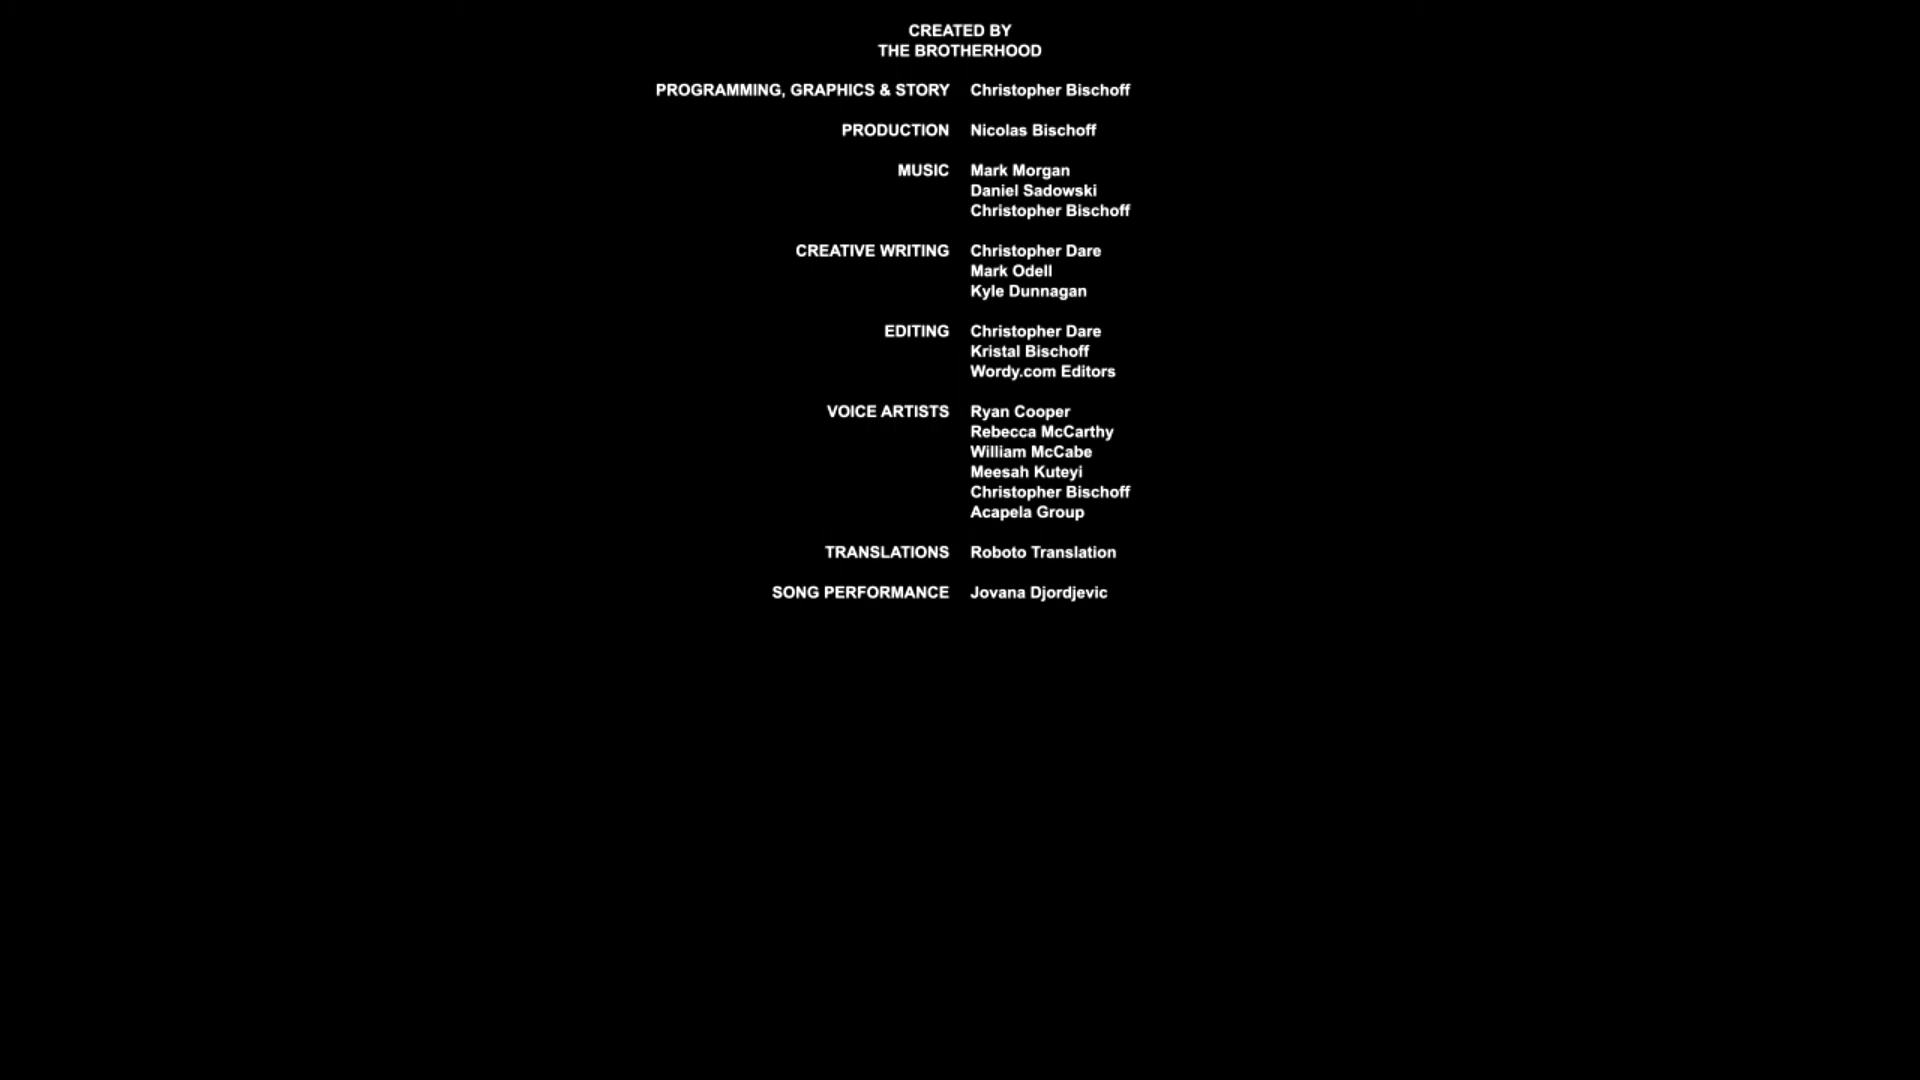 CREATED BY
THE BROTHERHOOD
PROGRAMMING, GRAPHICS & STORY Christopher Bischoff
PRODUCTION Nicolas Bischoff
MUSIC Mark Morgan
Daniel Sadowski
Christopher Bischoff
CREATIVE WRITING Christopher Dare
Mark Odell
Kyle Dunnagan
EDITING Christopher Dare
Kristal Bischoff
Wordy.com Editors
VOICE ARTISTS Ryan Cooper
Rebecca McCarthy
William McCabe
Meesah Kuteyi
Christopher Bischoff
Acapela Group
TRANSLATIONS Roboto Translation
SONG PERFORMANCE Jovana Djordjevic